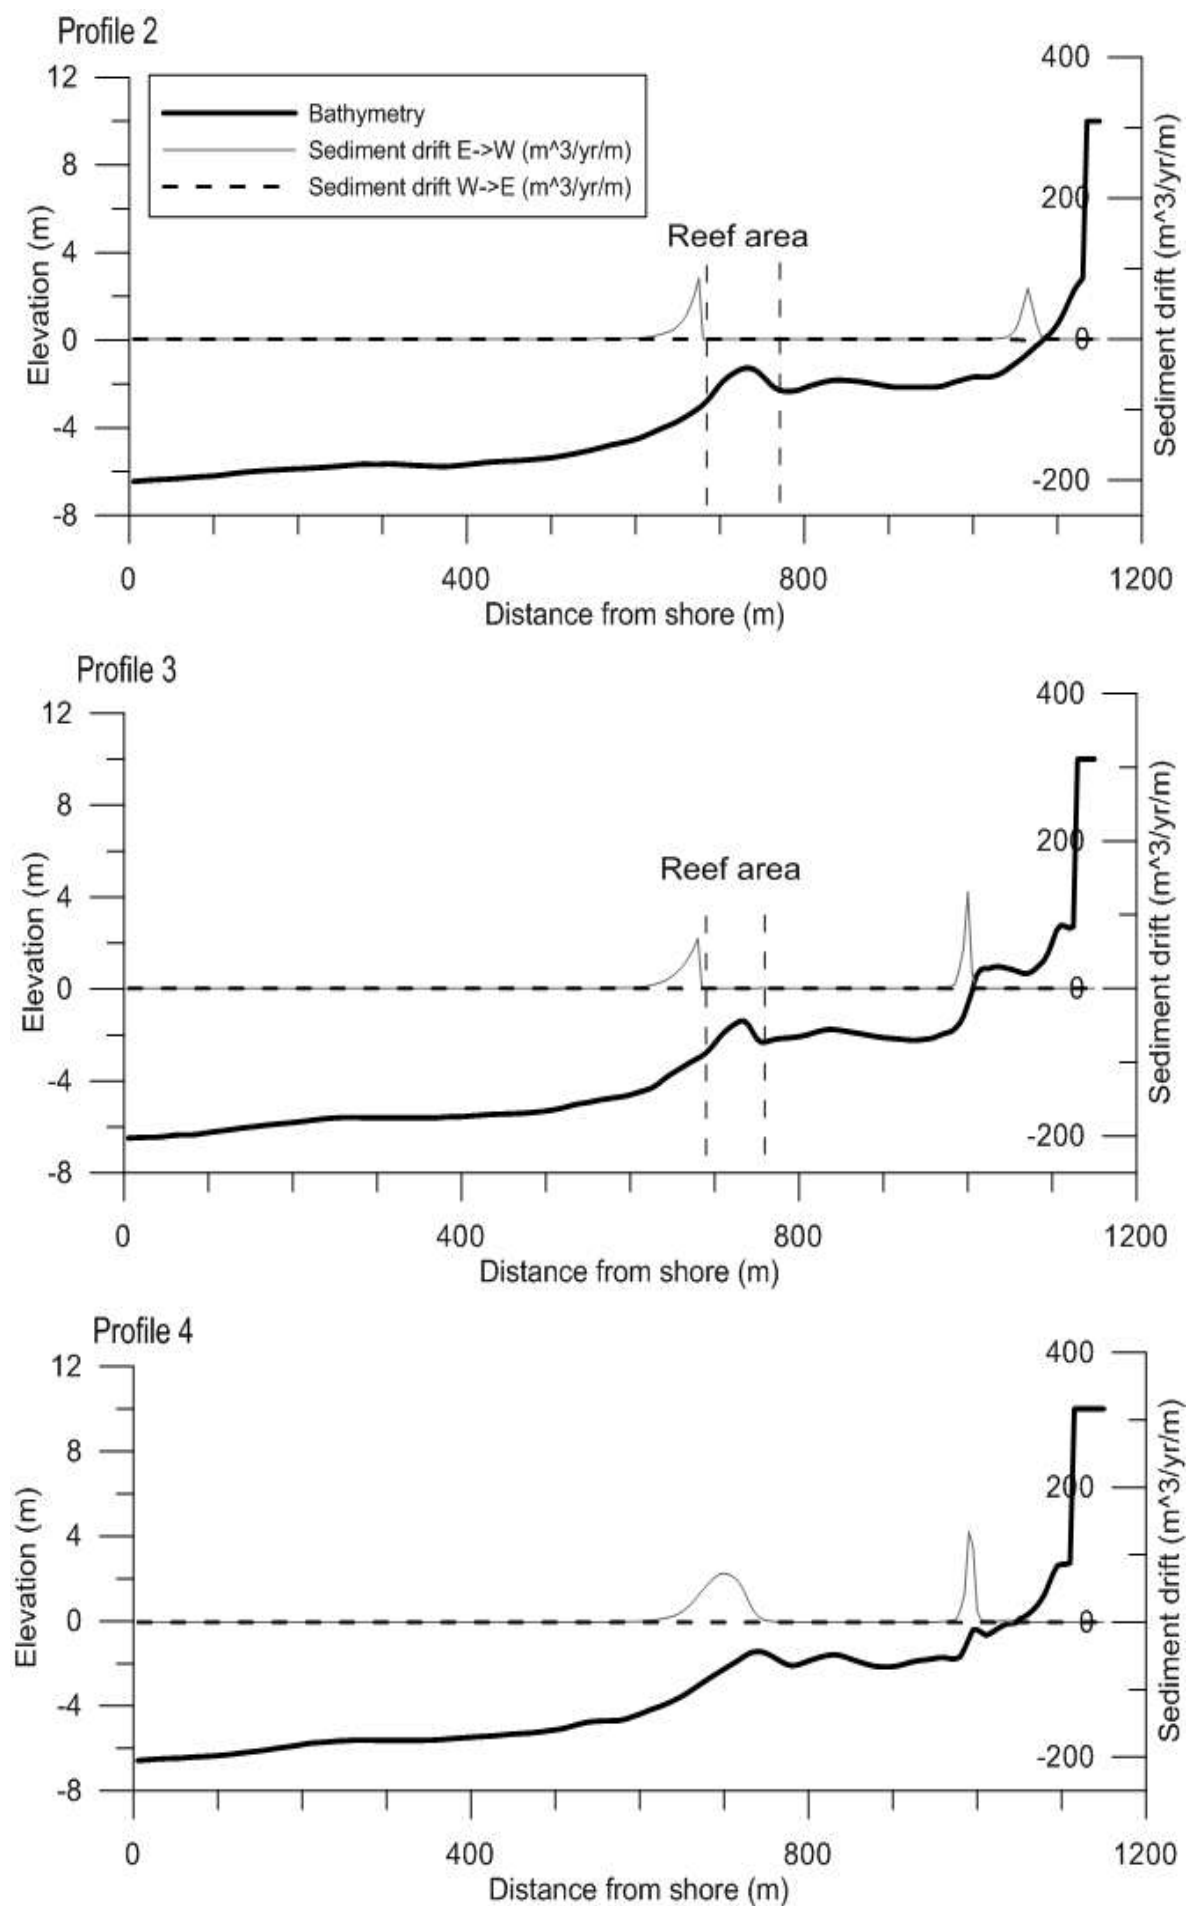 Profile 2
400
12
Bathymetry
Sediment drift E->W (m^3/yr/m)
Sediment drift W->E (m^3/yr/m)
8
200
Reef area
4
0
0
-4
-200
-8
Elevation (m)
Sediment drift (m^3/yr/m)
0
400
800
1200
Distance from shore (m)
Profile 3
400
12
8
200
Reef area
4
0
0
-4
-200
-8
Elevation (m)
Sediment drift (m^3/yr/m)
0
400
800
1200
Distance from shore (m)
Profile 4
400
12
8
200
4
0
0
-4
-200
-8
Elevation (m)
Sediment drift (m^3/yr/m)
0
400
800
1200
Distance from shore (m)